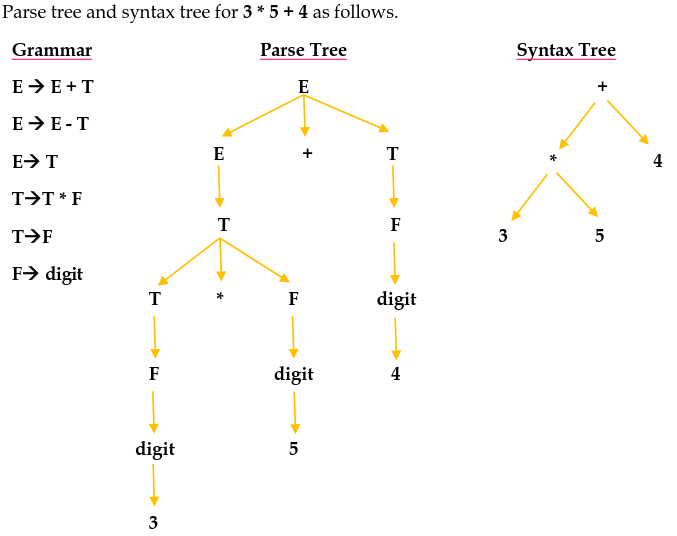 Parse tree and syntax tree for 3 * 5 + 4 as follows.
Grammar Parse Tree Syntax Tree
E→ E + T E +
E→ E - T
E→ T E + T * 4
T→T * F
T→F T F 3 5
F→ digit
T * F digit
F digit 4
digit 5
3